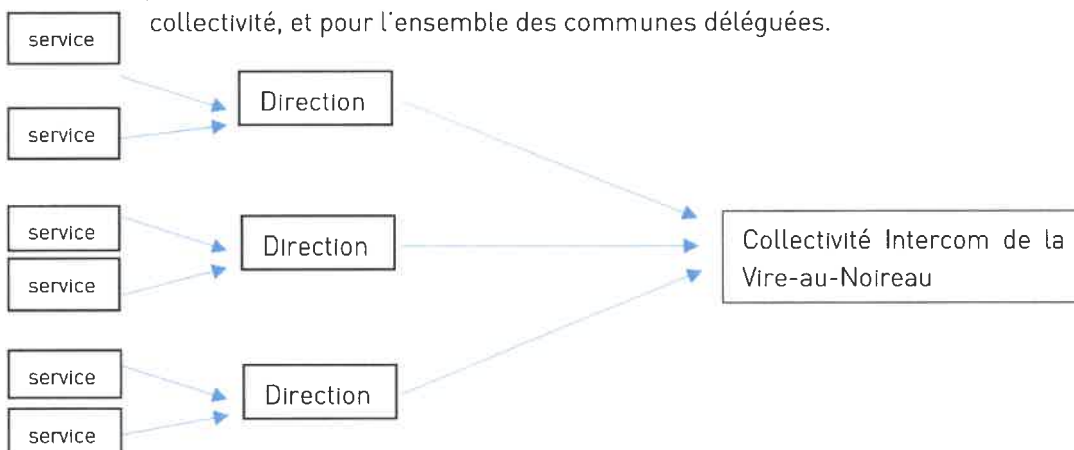 collectivité, et pour l'ensemble des communes déléguées.
service
service
Direction
service
service
Direction
service
service
Direction
Collectivité Intercom de la
Vire-au-Noireau